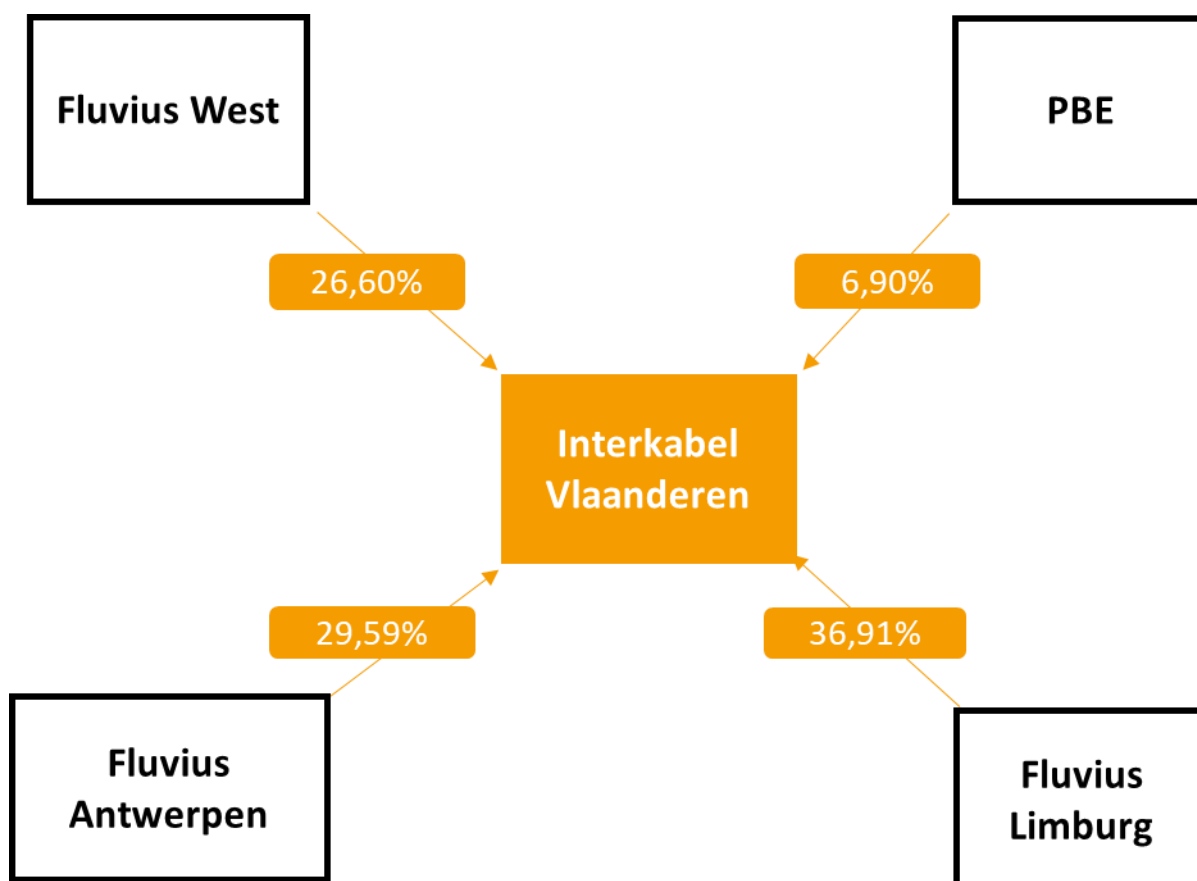 Fluvius West
PBE
26,60%
6,90%
Interkabel
Vlaanderen
29,59%
36,91%
Fluvius
Antwerpen
Fluvius
Limburg